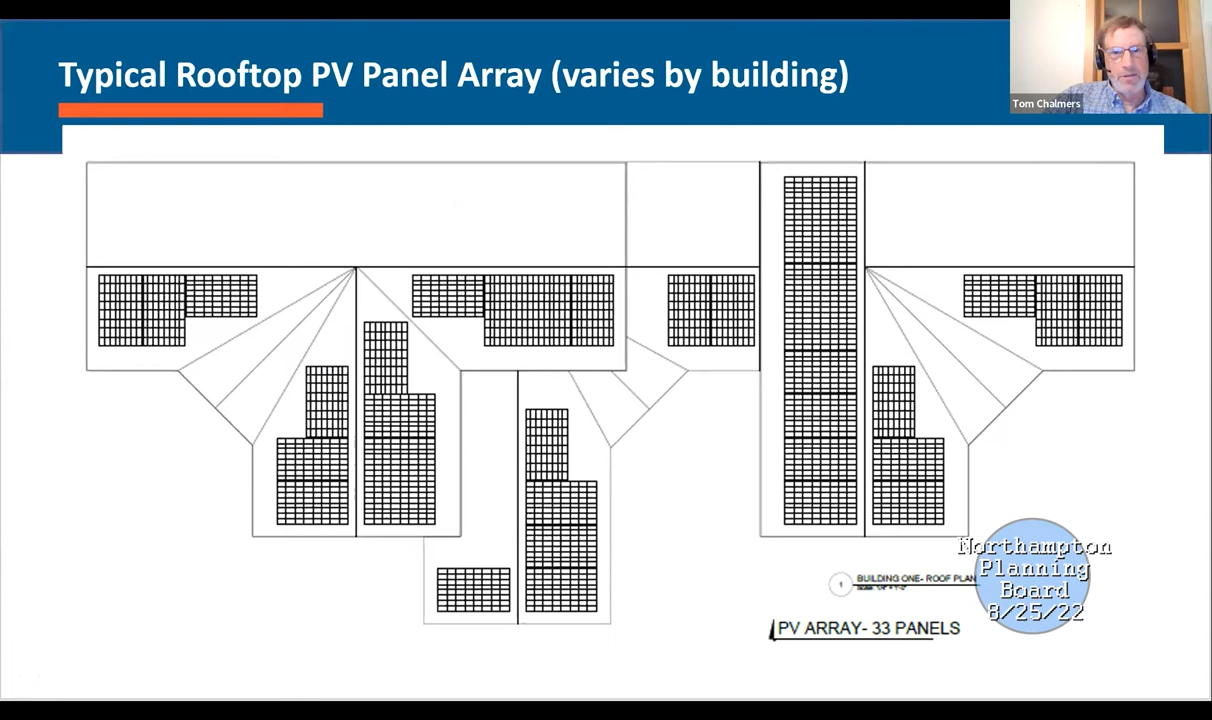 Typical Rooftop PV Panel Array (varies by building)
Tom Chalmers
1
BUILDING ONE- ROOF PLAN
PV ARRAY- 33 PANELS
Northampton
Planning
Board
8/25/22